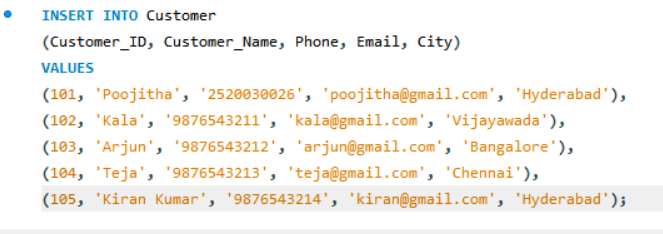 INSERT INTO Customer
(Customer_ID, Customer_Name, Phone, Email, City)
VALUES
(101, 'Poojitha', '2520030026', 'poojitha@gmail.com', 'Hyderabad'),
(102, 'Kala', '9876543211', 'kala@gmail.com', 'Vijayawada'),
(103, 'Arjun', '9876543212', 'arjun@gmail.com', 'Bangalore'),
(104, 'Teja', '9876543213', 'teja@gmail.com', 'Chennai'),
(105, 'Kiran Kumar', '9876543214', 'kiran@gmail.com', 'Hyderabad');